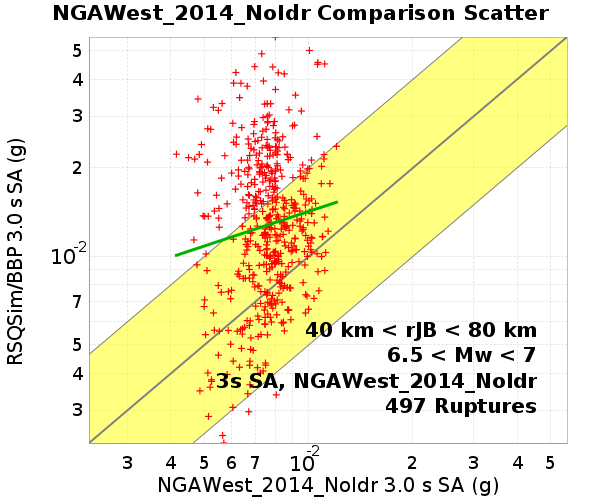 NGAWest_2014_NoIdr Comparison Scatter
RSQSim/BBP 3.0 s SA (g)
5
4
3
2
10-2
7
5
4
3
40 km < rJB < 80 km
6.5 < Mw < 7
3s SA, NGAWest_2014_NoIdr
497 Ruptures
3 4 5 6 7 10-2 2 3 4 5
NGAWest_2014_NoIdr 3.0 s SA (g)